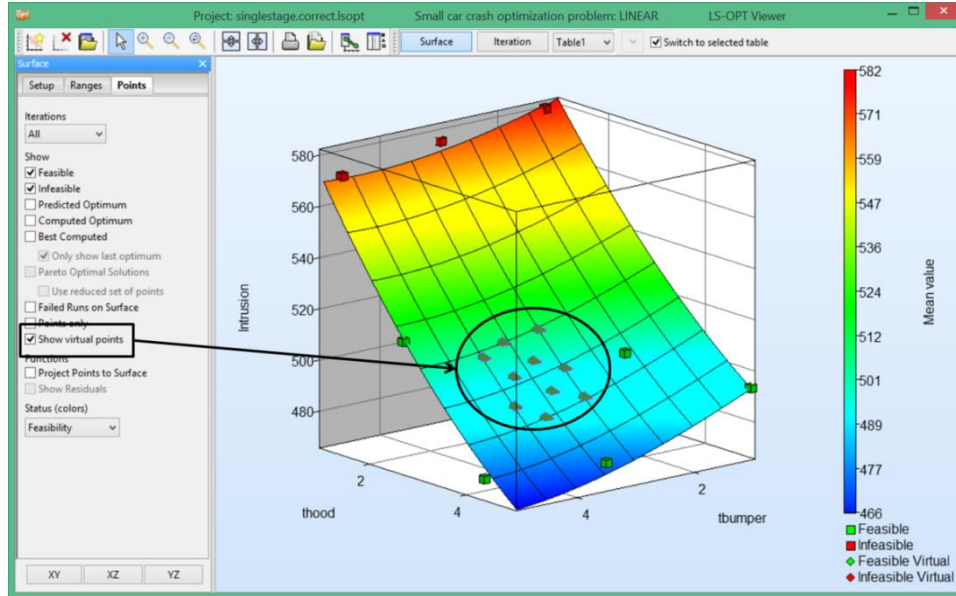 Project: singlestage.correct.lsopt Small car crash optimization problem: LINEAR LS-OPT Viewer
Surface Iteration Table1 Switch to selected table
Surface
Setup Ranges Points
Iterations
All
Show
Feasible
Infeasible
Predicted Optimum
Computed Optimum
Best Computed
Only show last optimum
Pareto Optimal Solutions
Use reduced set of points
Failed Runs on Surface
Points only
Show virtual points
Functions
Project Points to Surface
Show Residuals
Status (colors)
Feasibility
XY XZ YZ
580
560
540
520
500
480
Intrusion
2
4
thood
4
2
tbumper
582
571
559
547
536
524
512
501
489
477
466
Mean value
Feasible
Infeasible
Feasible Virtual
Infeasible Virtual